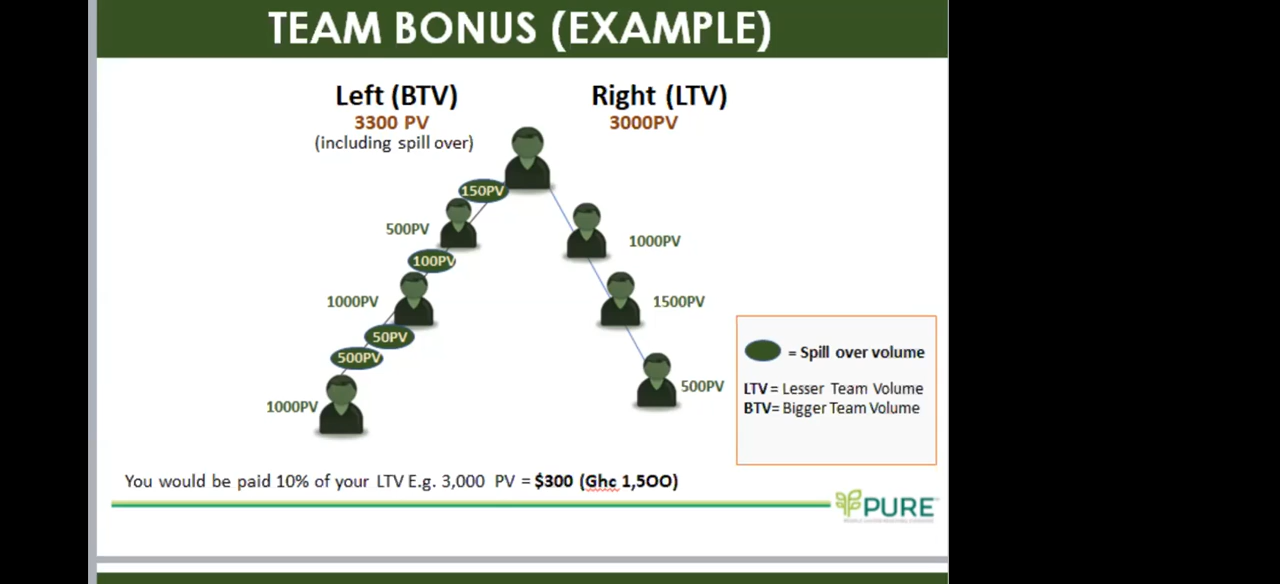 TEAM BONUS (EXAMPLE)
Left (BTV)
3300 PV
(including spill over)
Right (LTV)
3000PV
150PV
500PV
100PV
1000PV
50PV
500PV
1000PV
1000PV
1500PV
500PV
= Spill over volume
LTV = Lesser Team Volume
BTV= Bigger Team Volume
You would be paid 10% of your LTV E.g. 3,000 PV = $300 (Ghc 1,5OO)
PURE